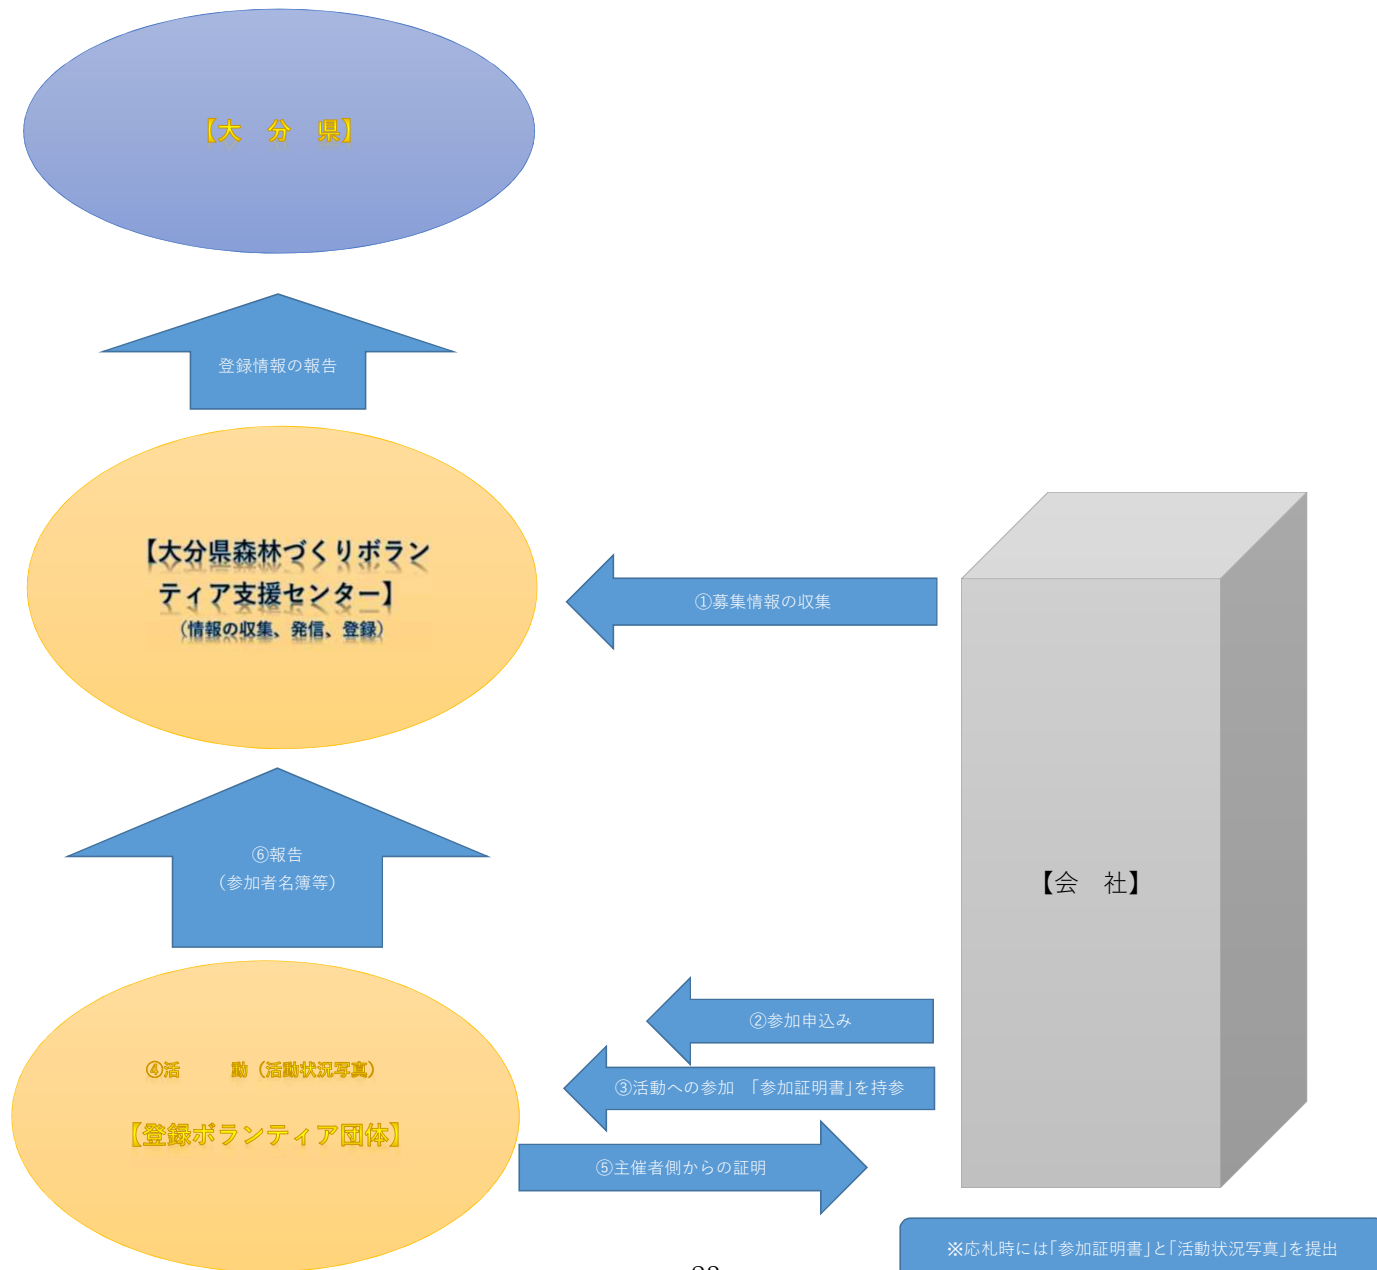 【大　分　県】
登録情報の報告
【大分県森林づくりボラン
ティア支援センター】
（情報の収集、発信、登録）
①募集情報の収集
⑥報告
（参加者名簿等）
【会　社】
②参加申込み
③活動への参加　「参加証明書」を持参
④活　　　動（活動状況写真）
【登録ボランティア団体】
⑤主催者側からの証明
※応札時には「参加証明書」と「活動状況写真」を提出